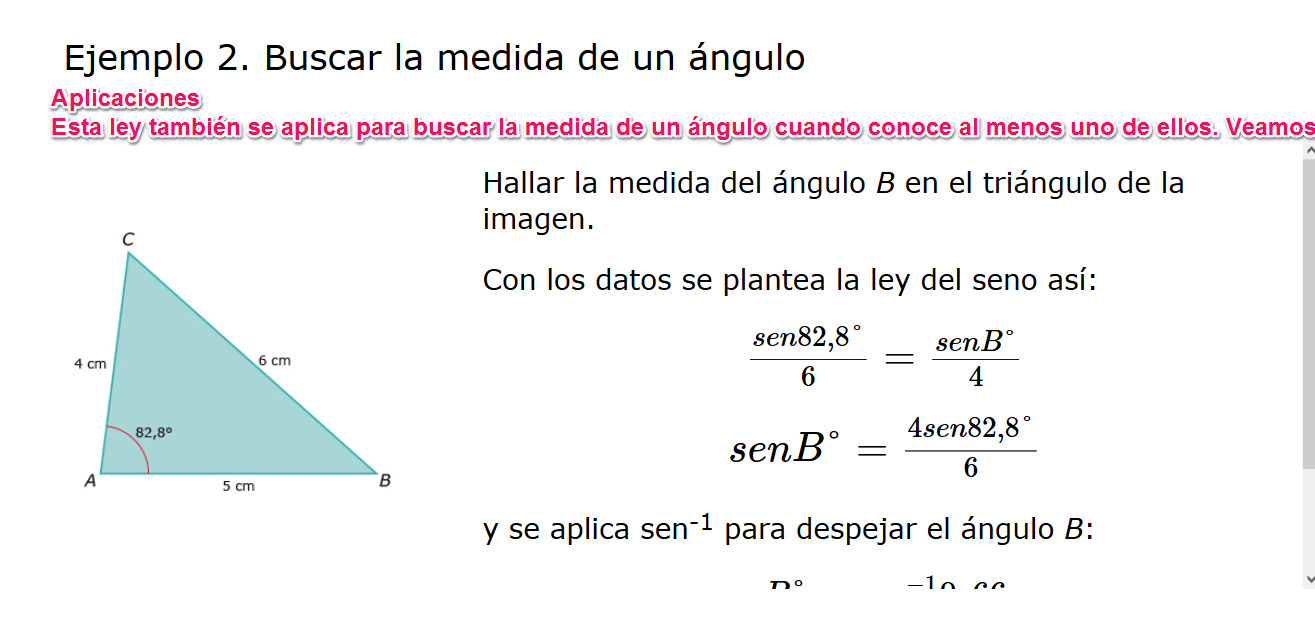 Ejemplo 2. Buscar la medida de un ángulo
Aplicaciones
Esta ley también se aplica para buscar la medida de un ángulo cuando conoce al menos uno de ellos. Veamos
Hallar la medida del ángulo B en el triángulo de la
imagen.
Con los datos se plantea la ley del seno así:
sen82,8° / 6 = senB° / 4
senB° = 4sen82,8° / 6
y se aplica sen⁻¹ para despejar el ángulo B:
C
4 cm
6 cm
82,8º
A
B
5 cm